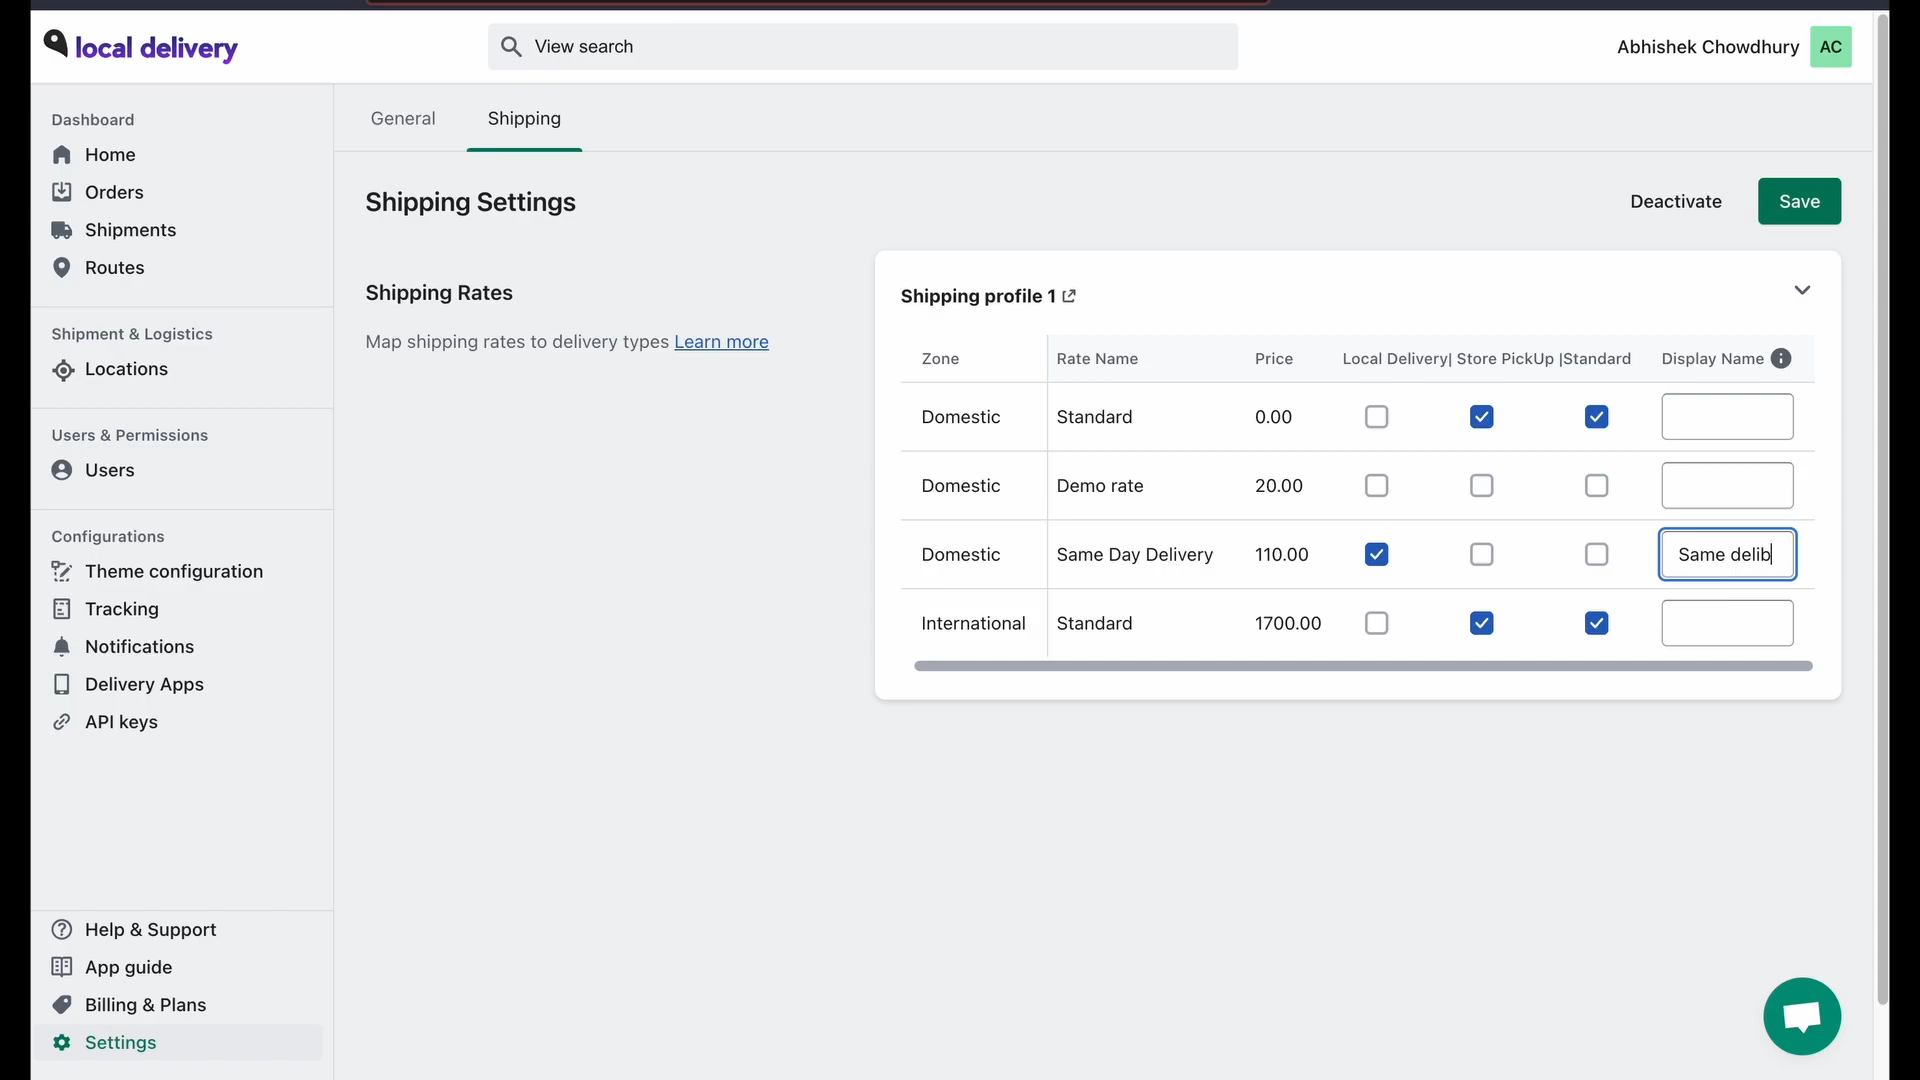 local delivery
View search
Abhishek Chowdhury AC
Dashboard
Home
Orders
Shipments
Routes
Shipment & Logistics
Locations
Users & Permissions
Users
Configurations
Theme configuration
Tracking
Notifications
Delivery Apps
API keys
Help & Support
App guide
Billing & Plans
Settings
General Shipping
Shipping Settings
Deactivate Save
Shipping Rates
Map shipping rates to delivery types Learn more
Shipping profile 1
Zone Rate Name Price Local Delivery| Store PickUp |Standard Display Name
Domestic Standard 0.00
Domestic Demo rate 20.00
Domestic Same Day Delivery 110.00 Same delib
International Standard 1700.00